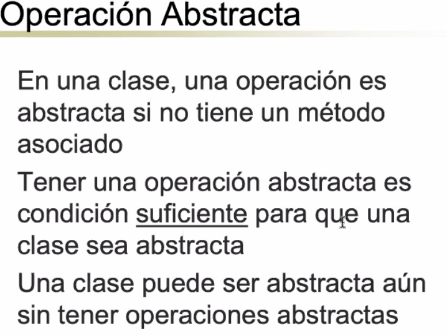 Operación Abstracta
En una clase, una operación es
abstracta si no tiene un método
asociado
Tener una operación abstracta es
condición suficiente para que una
clase sea abstracta
Una clase puede ser abstracta aún
sin tener operaciones abstractas